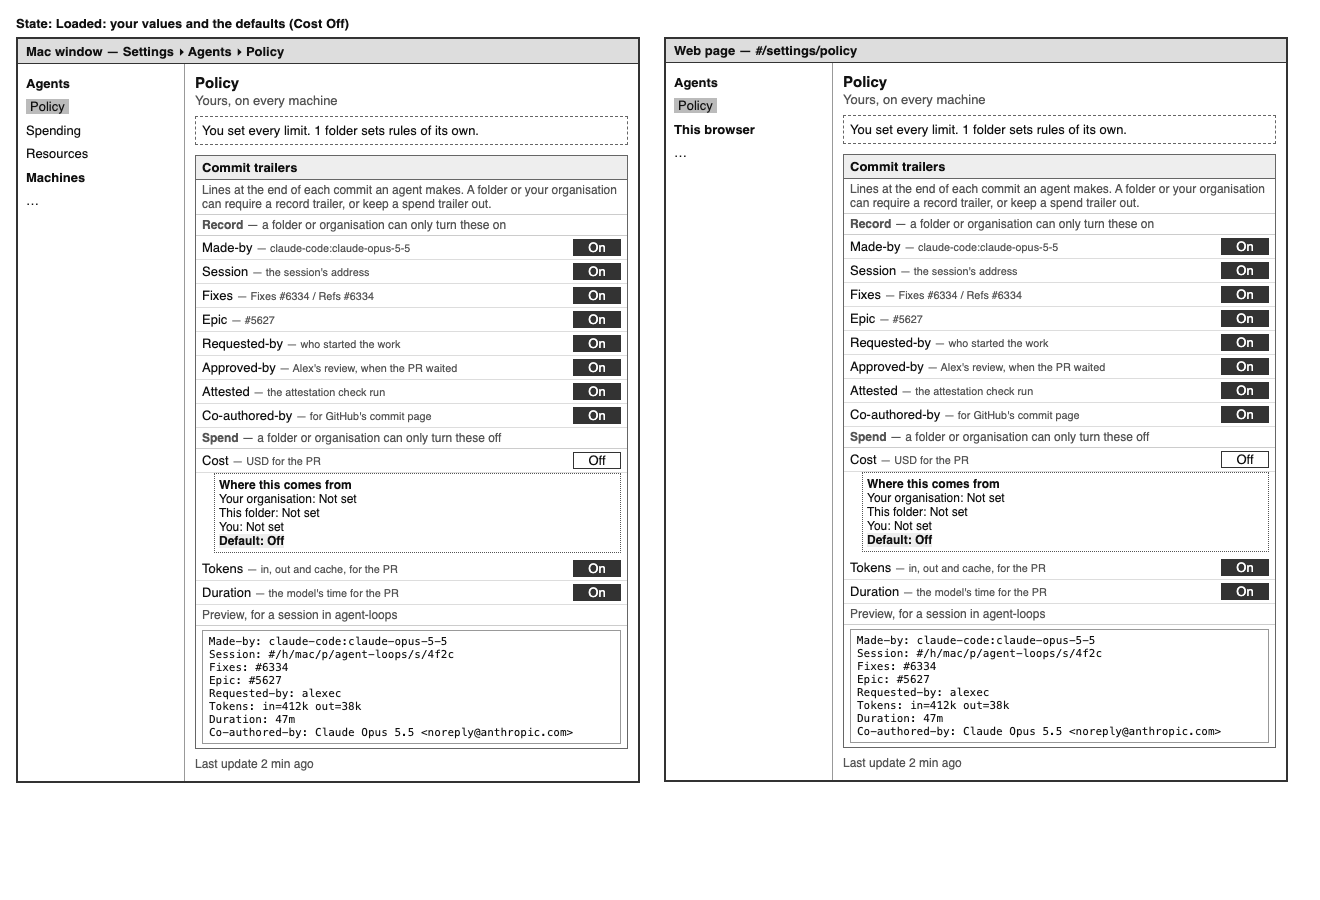 State: Loaded: your values and the defaults (Cost Off)
Mac window — Settings ▸ Agents ▸ Policy
Agents
Policy
Spending
Resources
Machines
…
Policy
Yours, on every machine
You set every limit. 1 folder sets rules of its own.
Commit trailers
Lines at the end of each commit an agent makes. A folder or your organisation
can require a record trailer, or keep a spend trailer out.
Record — a folder or organisation can only turn these on
Made-by — claude-code:claude-opus-5-5 On
Session — the session's address On
Fixes — Fixes #6334 / Refs #6334 On
Epic — #5627 On
Requested-by — who started the work On
Approved-by — Alex's review, when the PR waited On
Attested — the attestation check run On
Co-authored-by — for GitHub's commit page On
Spend — a folder or organisation can only turn these off
Cost — USD for the PR Off
Where this comes from
Your organisation: Not set
This folder: Not set
You: Not set
Default: Off
Tokens — in, out and cache, for the PR On
Duration — the model's time for the PR On
Preview, for a session in agent-loops
Made-by: claude-code:claude-opus-5-5
Session: #/h/mac/p/agent-loops/s/4f2c
Fixes: #6334
Epic: #5627
Requested-by: alexec
Tokens: in=412k out=38k
Duration: 47m
Co-authored-by: Claude Opus 5.5 <noreply@anthropic.com>
Last update 2 min ago
Web page — #/settings/policy
Agents
Policy
This browser
…
Policy
Yours, on every machine
You set every limit. 1 folder sets rules of its own.
Commit trailers
Lines at the end of each commit an agent makes. A folder or your organisation
can require a record trailer, or keep a spend trailer out.
Record — a folder or organisation can only turn these on
Made-by — claude-code:claude-opus-5-5 On
Session — the session's address On
Fixes — Fixes #6334 / Refs #6334 On
Epic — #5627 On
Requested-by — who started the work On
Approved-by — Alex's review, when the PR waited On
Attested — the attestation check run On
Co-authored-by — for GitHub's commit page On
Spend — a folder or organisation can only turn these off
Cost — USD for the PR Off
Where this comes from
Your organisation: Not set
This folder: Not set
You: Not set
Default: Off
Tokens — in, out and cache, for the PR On
Duration — the model's time for the PR On
Preview, for a session in agent-loops
Made-by: claude-code:claude-opus-5-5
Session: #/h/mac/p/agent-loops/s/4f2c
Fixes: #6334
Epic: #5627
Requested-by: alexec
Tokens: in=412k out=38k
Duration: 47m
Co-authored-by: Claude Opus 5.5 <noreply@anthropic.com>
Last update 2 min ago